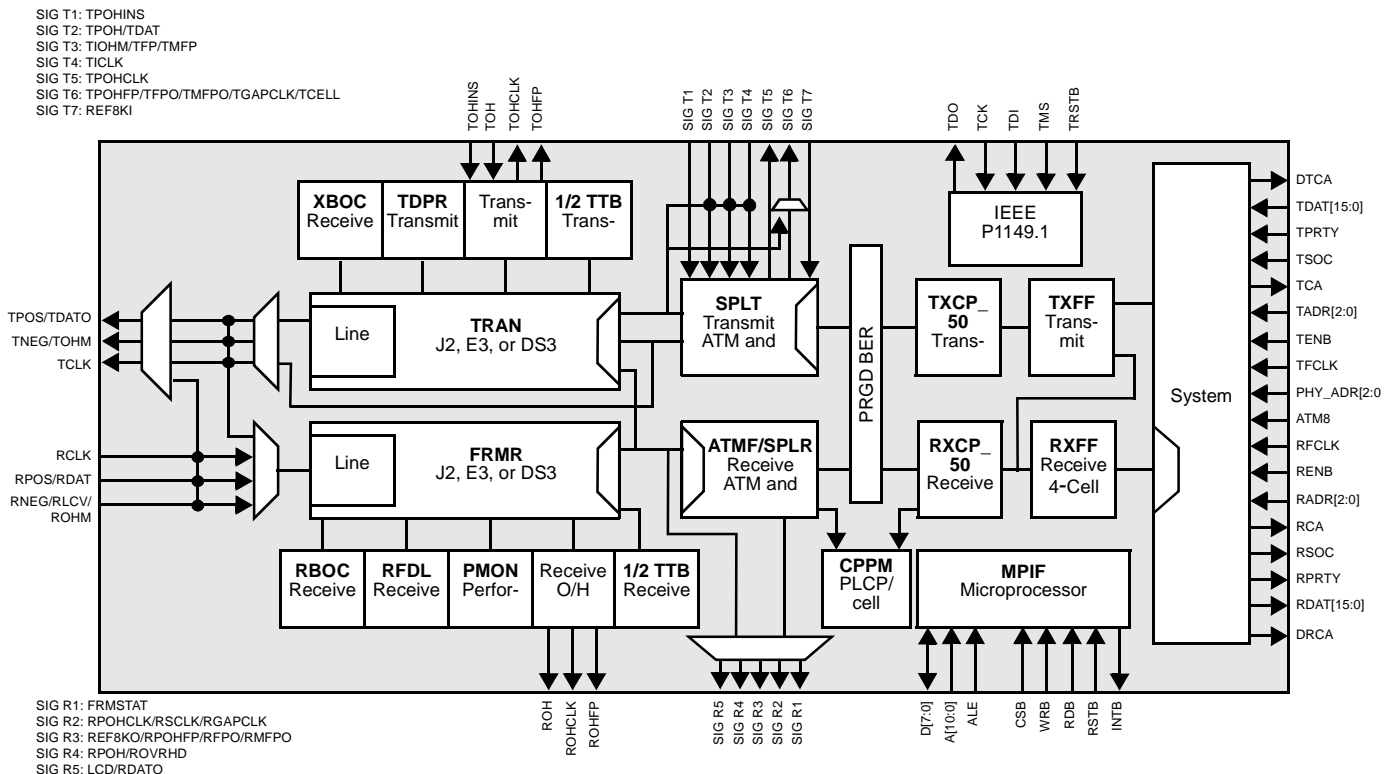 SIG T1: TPOHINS
SIG T2: TPOH/TDAT
SIG T3: TIOHM/TFP/TMFP
SIG T4: TICLK
SIG T5: TPOHCLK
SIG T6: TPOHFP/TFPO/TMFPO/TGAPCLK/TCELL
SIG T7: REF8KI
TOHINS
TOH
TOHCLK
TOHFP
SIG T1
SIG T2
SIG T3
SIG T4
SIG T5
SIG T6
SIG T7
TDO
TCK
TDI
TMS
TRSTB
XBOC
Receive
TDPR
Transmit
Trans-
mit
1/2 TTB
Trans-
IEEE
P1149.1
TPOS/TDATO
TNEG/TOHM
TCLK
Line
TRAN
J2, E3, or DS3
SPLT
Transmit
ATM and
PRGD BER
TXCP_
50
Trans-
TXFF
Trans-
mit
System
DTCA
TDAT[15:0]
TPRTY
TSOC
TCA
TADR[2:0]
TENB
TFCLK
PHY_ADR[2:0
ATM8
RFCLK
RENB
RADR[2:0]
RCA
RSOC
RPRTY
RDAT[15:0]
DRCA
RCLK
RPOS/RDAT
RNEG/RLCV/
ROHM
Line
FRMR
J2, E3, or DS3
ATMF/SPLR
Receive
ATM and
RXCP_
50
Receive
RXFF
Receive
4-Cell
RBOC
Receive
RFDL
Receive
PMON
Perfor-
Receive
O/H
1/2 TTB
Receive
CPPM
PLCP/
cell
MPIF
Microprocessor
ROH
ROHCLK
ROHFP
SIG R5
SIG R4
SIG R3
SIG R2
SIG R1
D[7:0]
A[10:0]
ALE
CSB
WRB
RDB
RSTB
INTB
SIG R1: FRMSTAT
SIG R2: RPOHCLK/RSCLK/RGAPCLK
SIG R3: REF8KO/RPOHFP/RFPO/RMFPO
SIG R4: RPOH/ROVRHD
SIG R5: LCD/RDATO